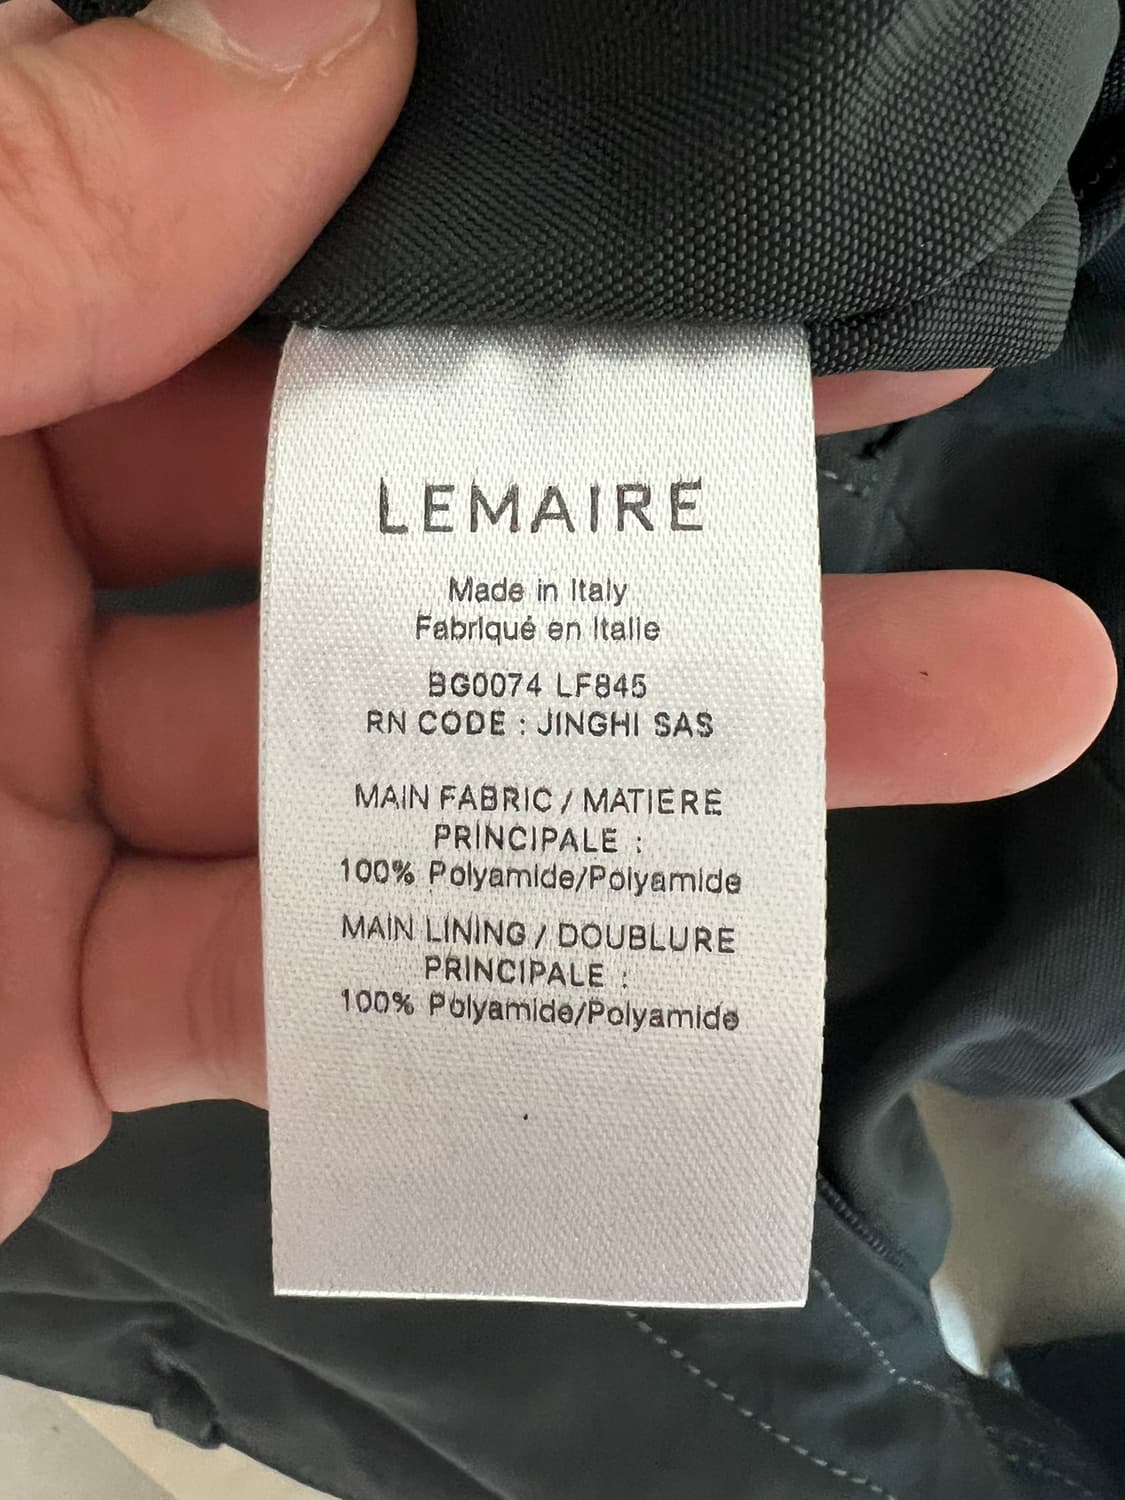 LEMAIRE
Made in Italy
Fabriqué en Italie
BG0074 LF845
RN CODE : JINGHI SAS
MAIN FABRIC / MATIERE
PRINCIPALE :
100% Polyamide/Polyamide
MAIN LINING / DOUBLURE
PRINCIPALE :
100% Polyamide/Polyamide